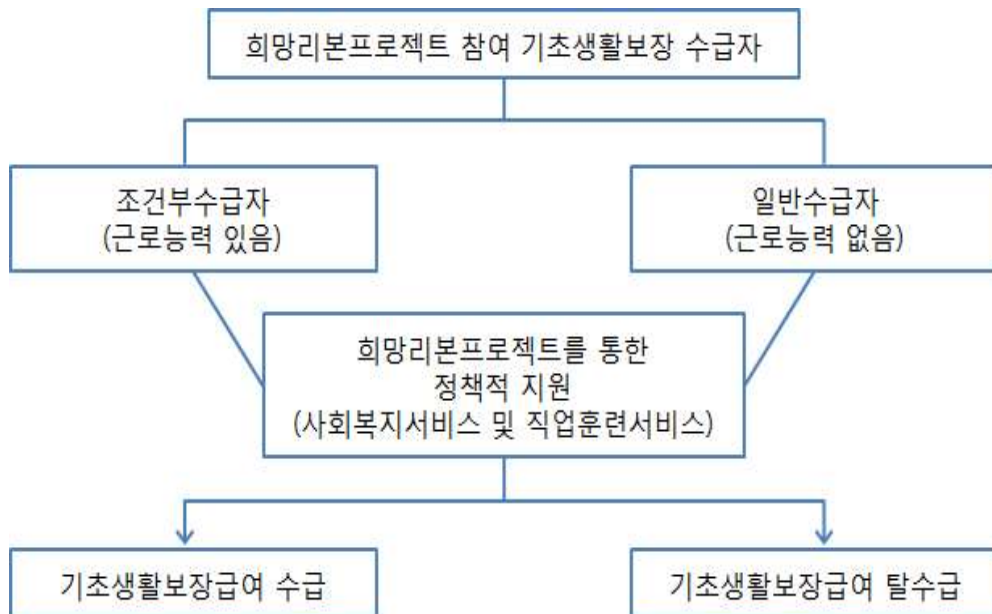 희망리본프로젝트 참여 기초생활보장 수급자
조건부수급자
(근로능력 있음)
일반수급자
(근로능력 없음)
희망리본프로젝트를 통한
정책적 지원
(사회복지서비스 및 직업훈련서비스)
기초생활보장급여 수급
기초생활보장급여 탈수급